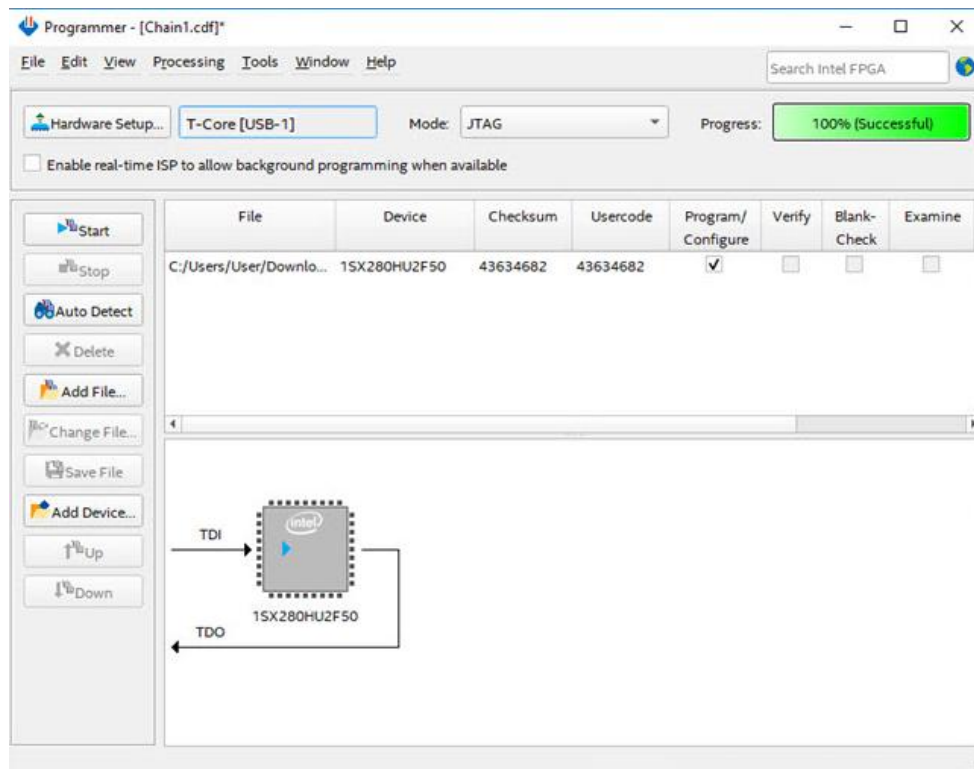 Programmer - [Chain1.cdf]*
File Edit View Processing Tools Window Help
Search Intel FPGA
Hardware Setup... T-Core [USB-1] Mode: JTAG Progress: 100% (Successful)
Enable real-time ISP to allow background programming when available
Start
Stop
Auto Detect
Delete
Add File...
Change File...
Save File
Add Device...
Up
Down
File Device Checksum Usercode Program/ Verify Blank- Examine
Configure Check
C:/Users/User/Downlo... 1SX280HU2F50 43634682 43634682
TDI
intel
1SX280HU2F50
TDO